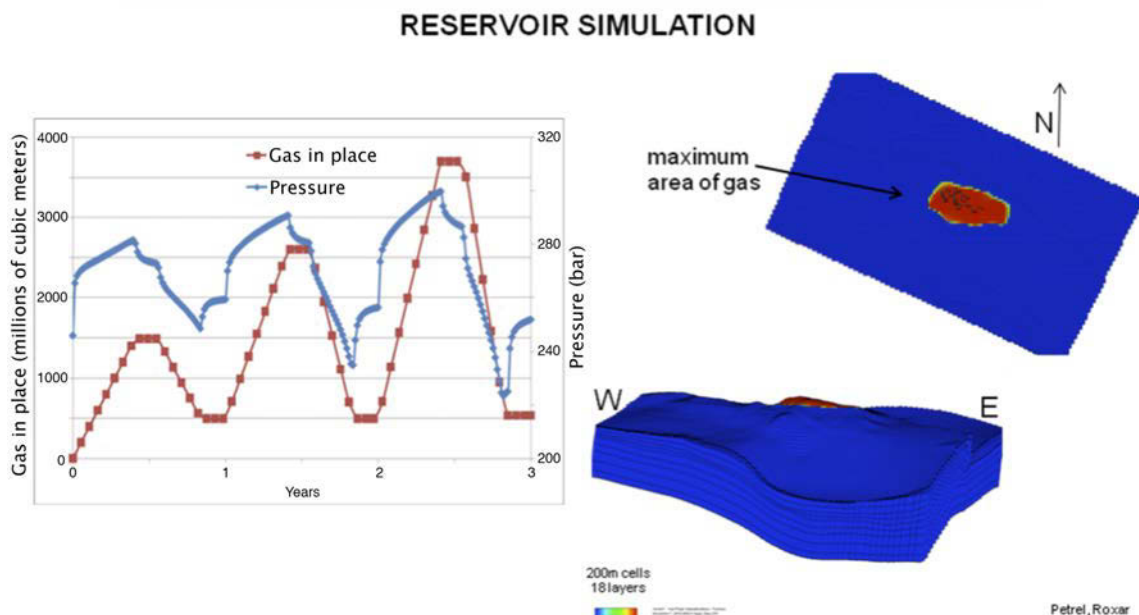 RESERVOIR SIMULATION
Gas in place (millions of cubic meters)
4000
3000
2000
1000
0
Gas in place
Pressure
320
280
240
200
Pressure (bar)
0
1
2
3
Years
N
maximum
area of gas
W
E
200m cells
18 layers
Petrel, Roxar